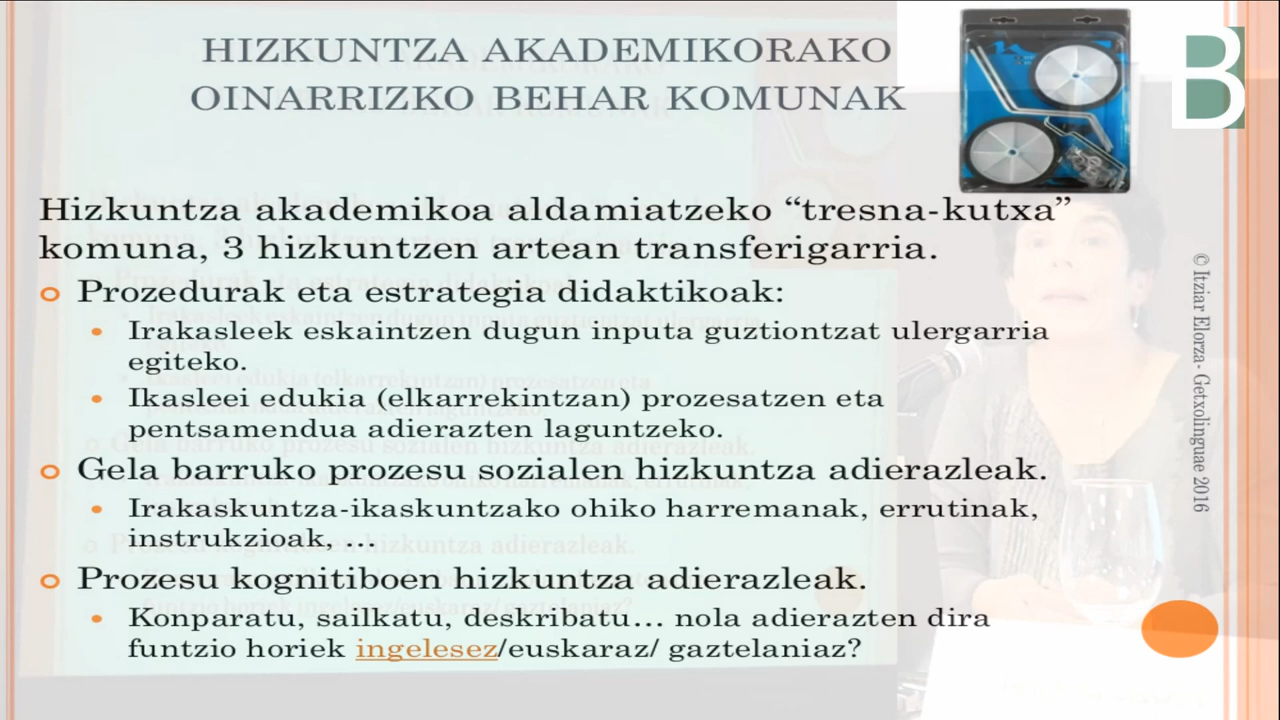 HIZKUNTZA AKADEMIKORAKO
OINARRIZKO BEHAR KOMUNAK
B
Hizkuntza akademikoa aldamiatzeko “tresna-kutxa”
komuna, 3 hizkuntzen artean transferigarria.
Prozedurak eta estrategia didaktikoak:
Irakasleek eskaintzen dugun inputa guztiontzat ulergarria
egiteko.
Ikasleei edukia (elkarrekintzan) prozesatzen eta
pentsamendua adierazten laguntzeko.
Gela barruko prozesu sozialen hizkuntza adierazleak.
Irakaskuntza-ikaskuntzako ohiko harremanak, errutinak,
instrukzioak, ...
Prozesu kognitiboen hizkuntza adierazleak.
Konparatu, sailkatu, deskribatu... nola adierazten dira
funtzio horiek ingelesez/euskaraz/ gaztelaniaz?
© Itziar Elorza- Getxolinguae 2016